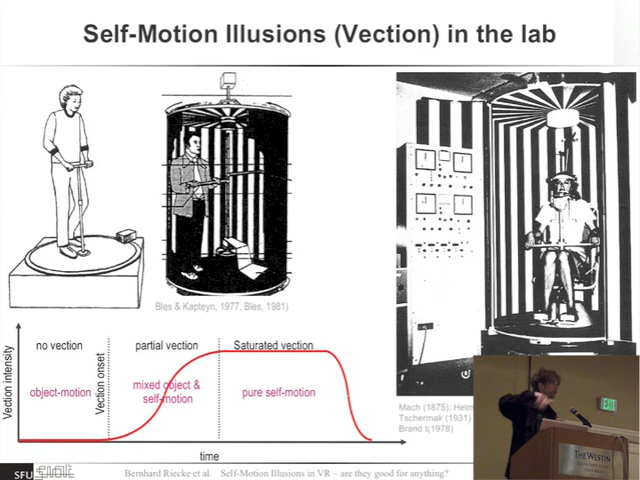 Self-Motion Illusions (Vection) in the lab
Bles & Kapteyn, 1977, Bles, 1981)
no vection
partial vection
Saturated vection
Vection intensity
Vection onset
object-motion
mixed object &
self-motion
pure self-motion
time
Mach (1875); Helm
Tschermak (1931)
Brand t(1978)
EXIT
THE WESTIN
SFU
Bernhard Riecke et al. Self-Motion Illusions in VR – are they good for anything?